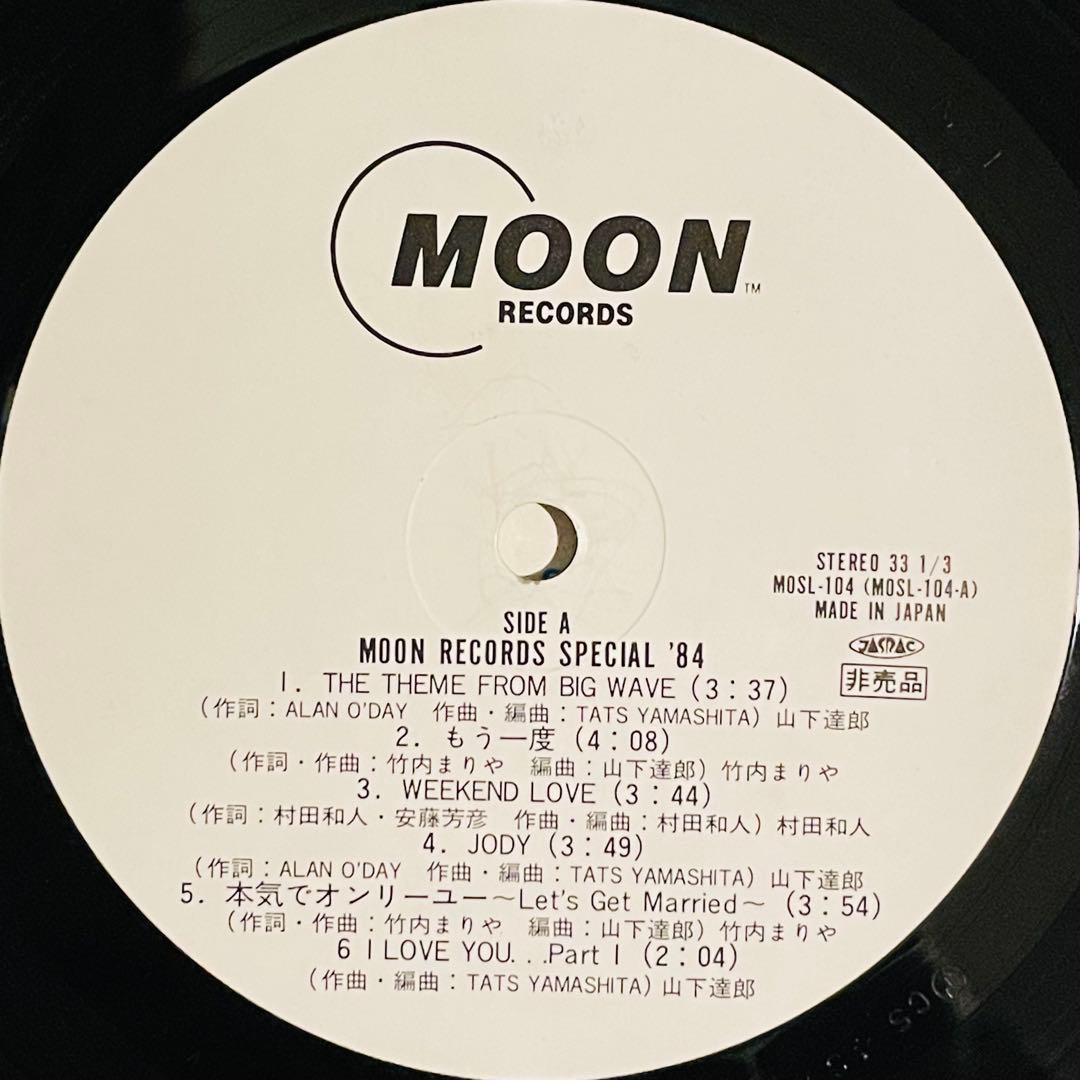 MOON™
RECORDS
STEREO 33 1/3
MOSL-104 (MOSL-104-A)
MADE IN JAPAN
JASRAC
非売品
SIDE A
MOON RECORDS SPECIAL '84
1. THE THEME FROM BIG WAVE (3:37)
(作詞:ALAN O'DAY 作曲・編曲:TATS YAMASHITA) 山下達郎
2. もう一度 (4:08)
(作詞・作曲:竹内まりや 編曲:山下達郎) 竹内まりや
3. WEEKEND LOVE (3:44)
(作詞:村田和人・安藤芳彦 作曲・編曲:村田和人) 村田和人
4. JODY (3:49)
(作詞:ALAN O'DAY 作曲・編曲:TATS YAMASHITA) 山下達郎
5. 本気でオンリーユー〜Let's Get Married〜 (3:54)
(作詞・作曲:竹内まりや 編曲:山下達郎) 竹内まりや
6 I LOVE YOU...Part I (2:04)
(作曲・編曲:TATS YAMASHITA) 山下達郎